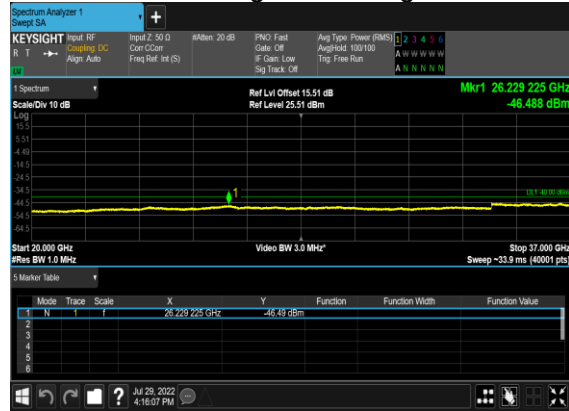 Spectrum Analyzer 1
Swept SA
+
KEYSIGHT Input: RF Input Z: 50 Ω #Atten: 20 dB PNO: Fast Avg Type: Power (RMS) 1 2 3 4 5 6
R T Coupling: DC Corr CCorr Gate: Off Avg|Hold: 100/100 A W W W W W
Align: Auto Freq Ref: Int (S) IF Gain: Low Trig: Free Run A N N N N N
Sig Track: Off
1 Spectrum Ref Lvl Offset 15.51 dB Mkr1 26.229 225 GHz
Scale/Div 10 dB Ref Level 25.51 dBm -46.488 dBm
Log
15.5
5.51
-4.49
-14.5
-24.5
-34.5 1 DL1 -40.00 dBm
-44.5
-54.5
-64.5
Start 20.000 GHz Video BW 3.0 MHz* Stop 37.000 GHz
#Res BW 1.0 MHz Sweep ~33.9 ms (40001 pts)
5 Marker Table
Mode Trace Scale X Y Function Function Width Function Value
1 N 1 f 26.229 225 GHz -46.49 dBm
2
3
4
5
6
? Jul 29, 2022
4:16:07 PM